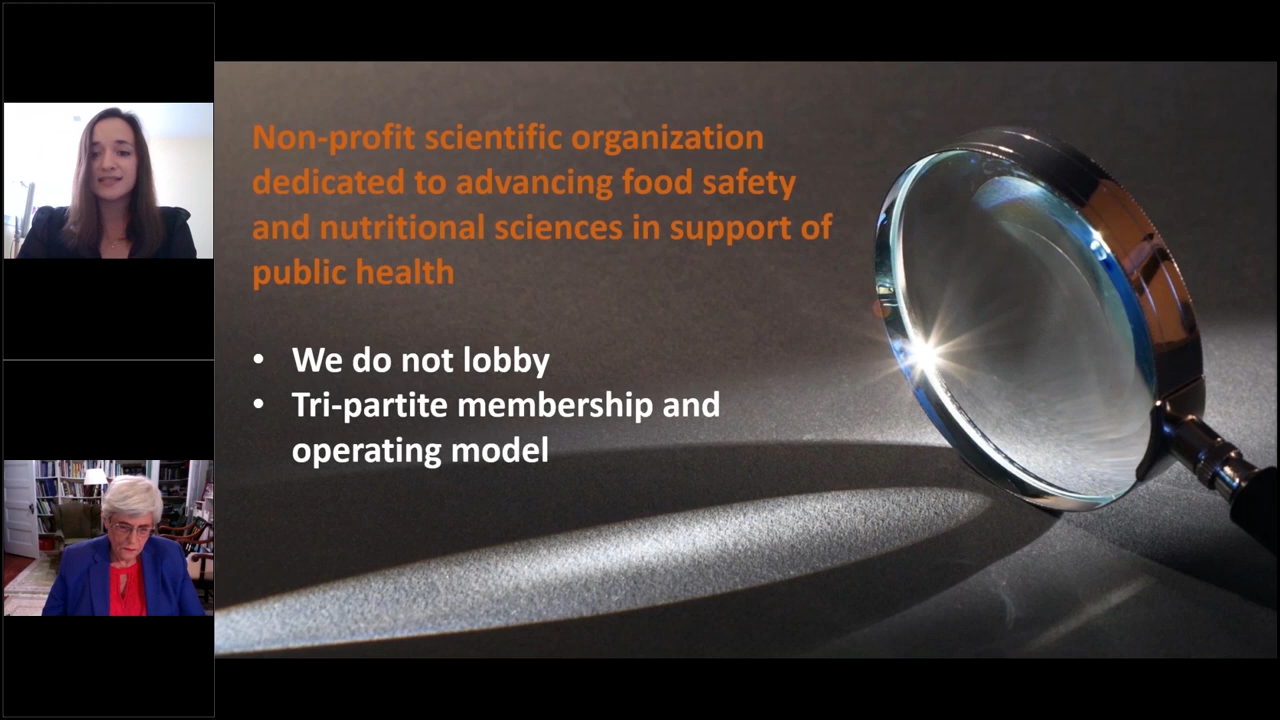 Non-profit scientific organization
dedicated to advancing food safety
and nutritional sciences in support of
public health
• We do not lobby
• Tri-partite membership and
operating model